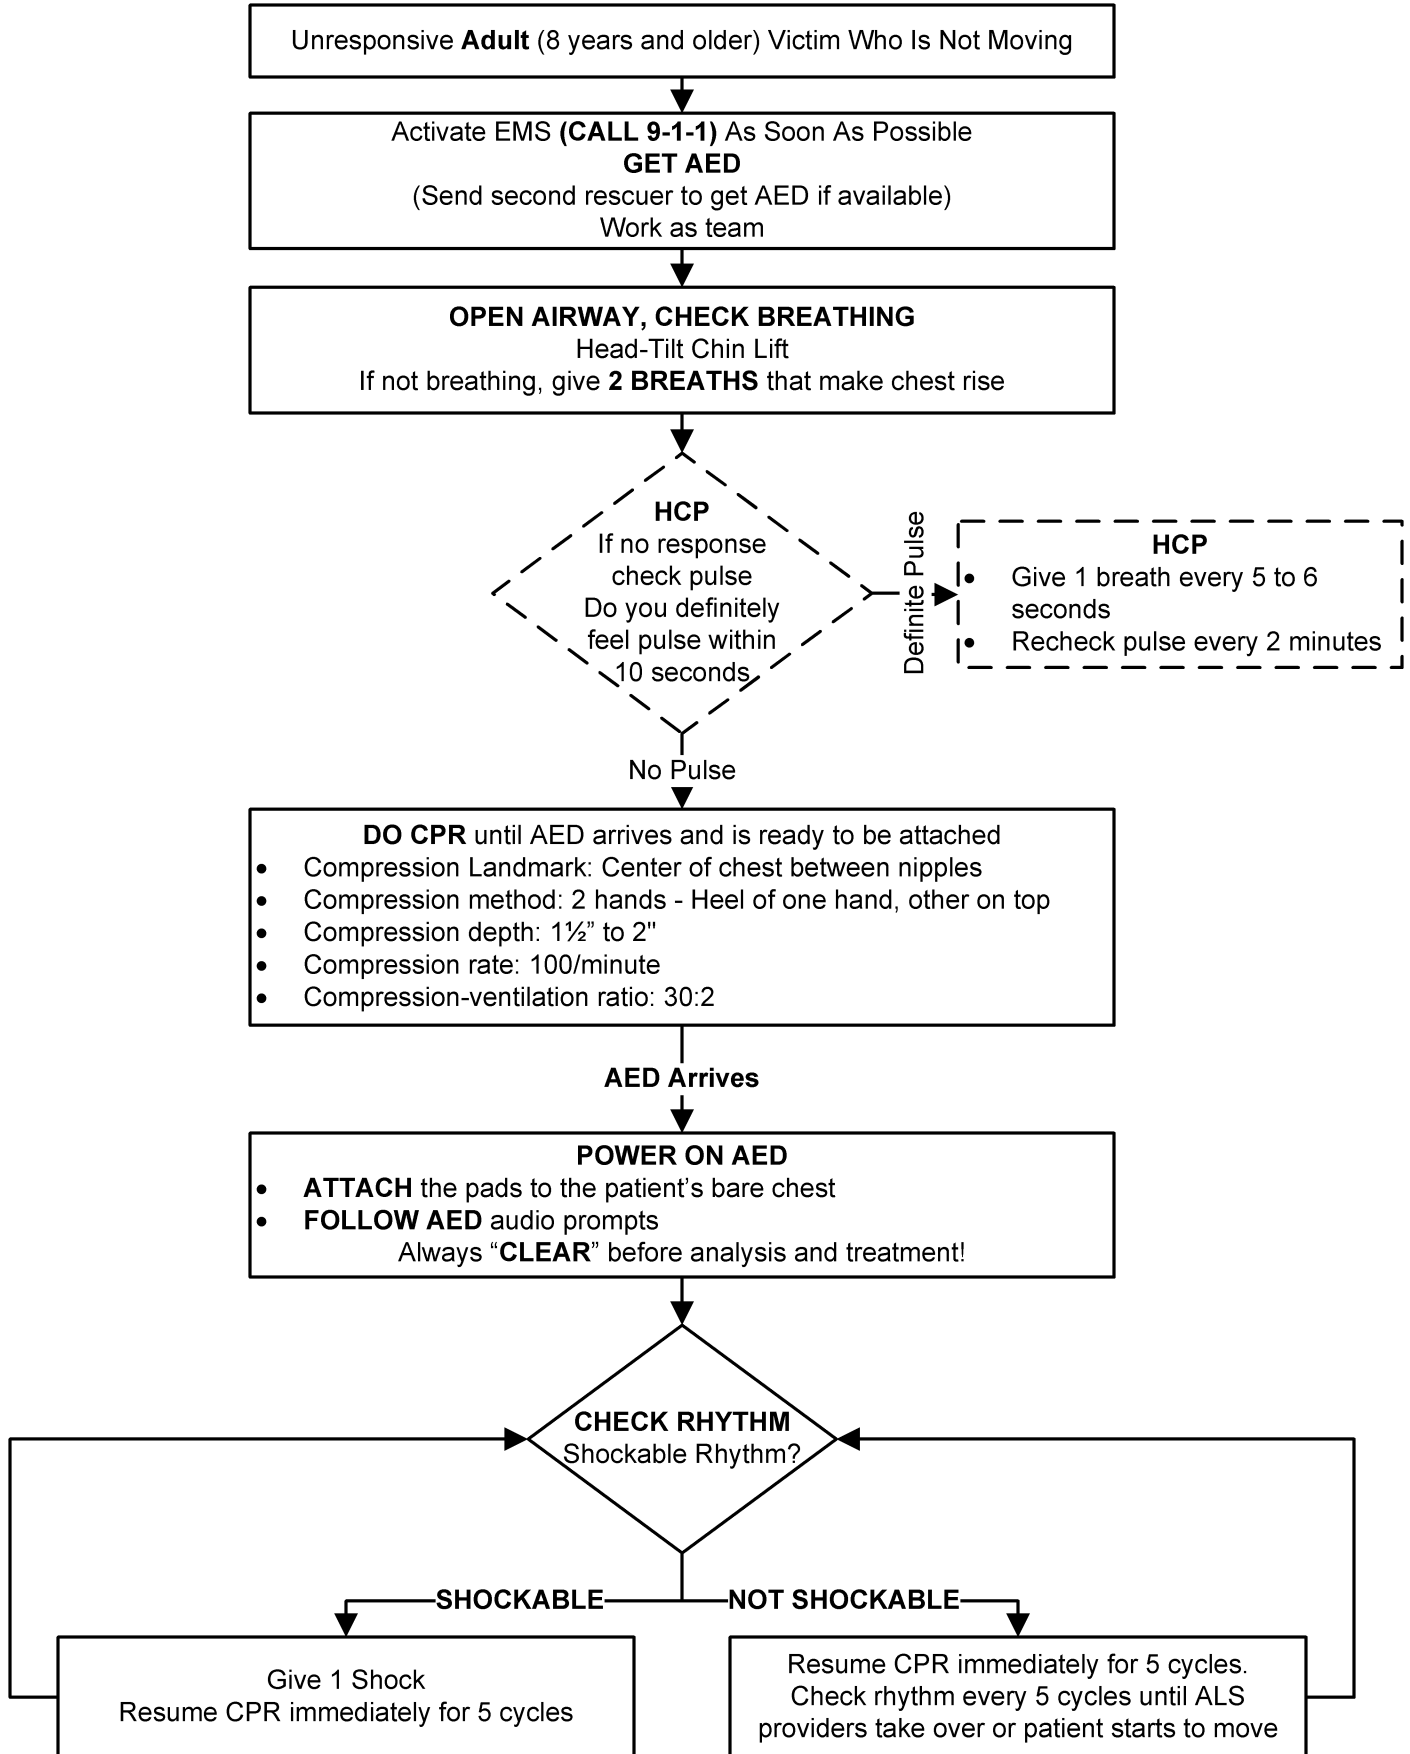 Unresponsive Adult (8 years and older) Victim Who Is Not Moving
Activate EMS (CALL 9-1-1) As Soon As Possible
GET AED
(Send second rescuer to get AED if available)
Work as team
OPEN AIRWAY, CHECK BREATHING
Head-Tilt Chin Lift
If not breathing, give 2 BREATHS that make chest rise
HCP
If no response
check pulse
Do you definitely
feel pulse within
10 seconds
Definite Pulse
HCP
• Give 1 breath every 5 to 6
seconds
• Recheck pulse every 2 minutes
No Pulse
DO CPR until AED arrives and is ready to be attached
• Compression Landmark: Center of chest between nipples
• Compression method: 2 hands - Heel of one hand, other on top
• Compression depth: 1½” to 2"
• Compression rate: 100/minute
• Compression-ventilation ratio: 30:2
AED Arrives
POWER ON AED
• ATTACH the pads to the patient’s bare chest
• FOLLOW AED audio prompts
Always “CLEAR” before analysis and treatment!
CHECK RHYTHM
Shockable Rhythm?
SHOCKABLE
NOT SHOCKABLE
Give 1 Shock
Resume CPR immediately for 5 cycles
Resume CPR immediately for 5 cycles.
Check rhythm every 5 cycles until ALS
providers take over or patient starts to move